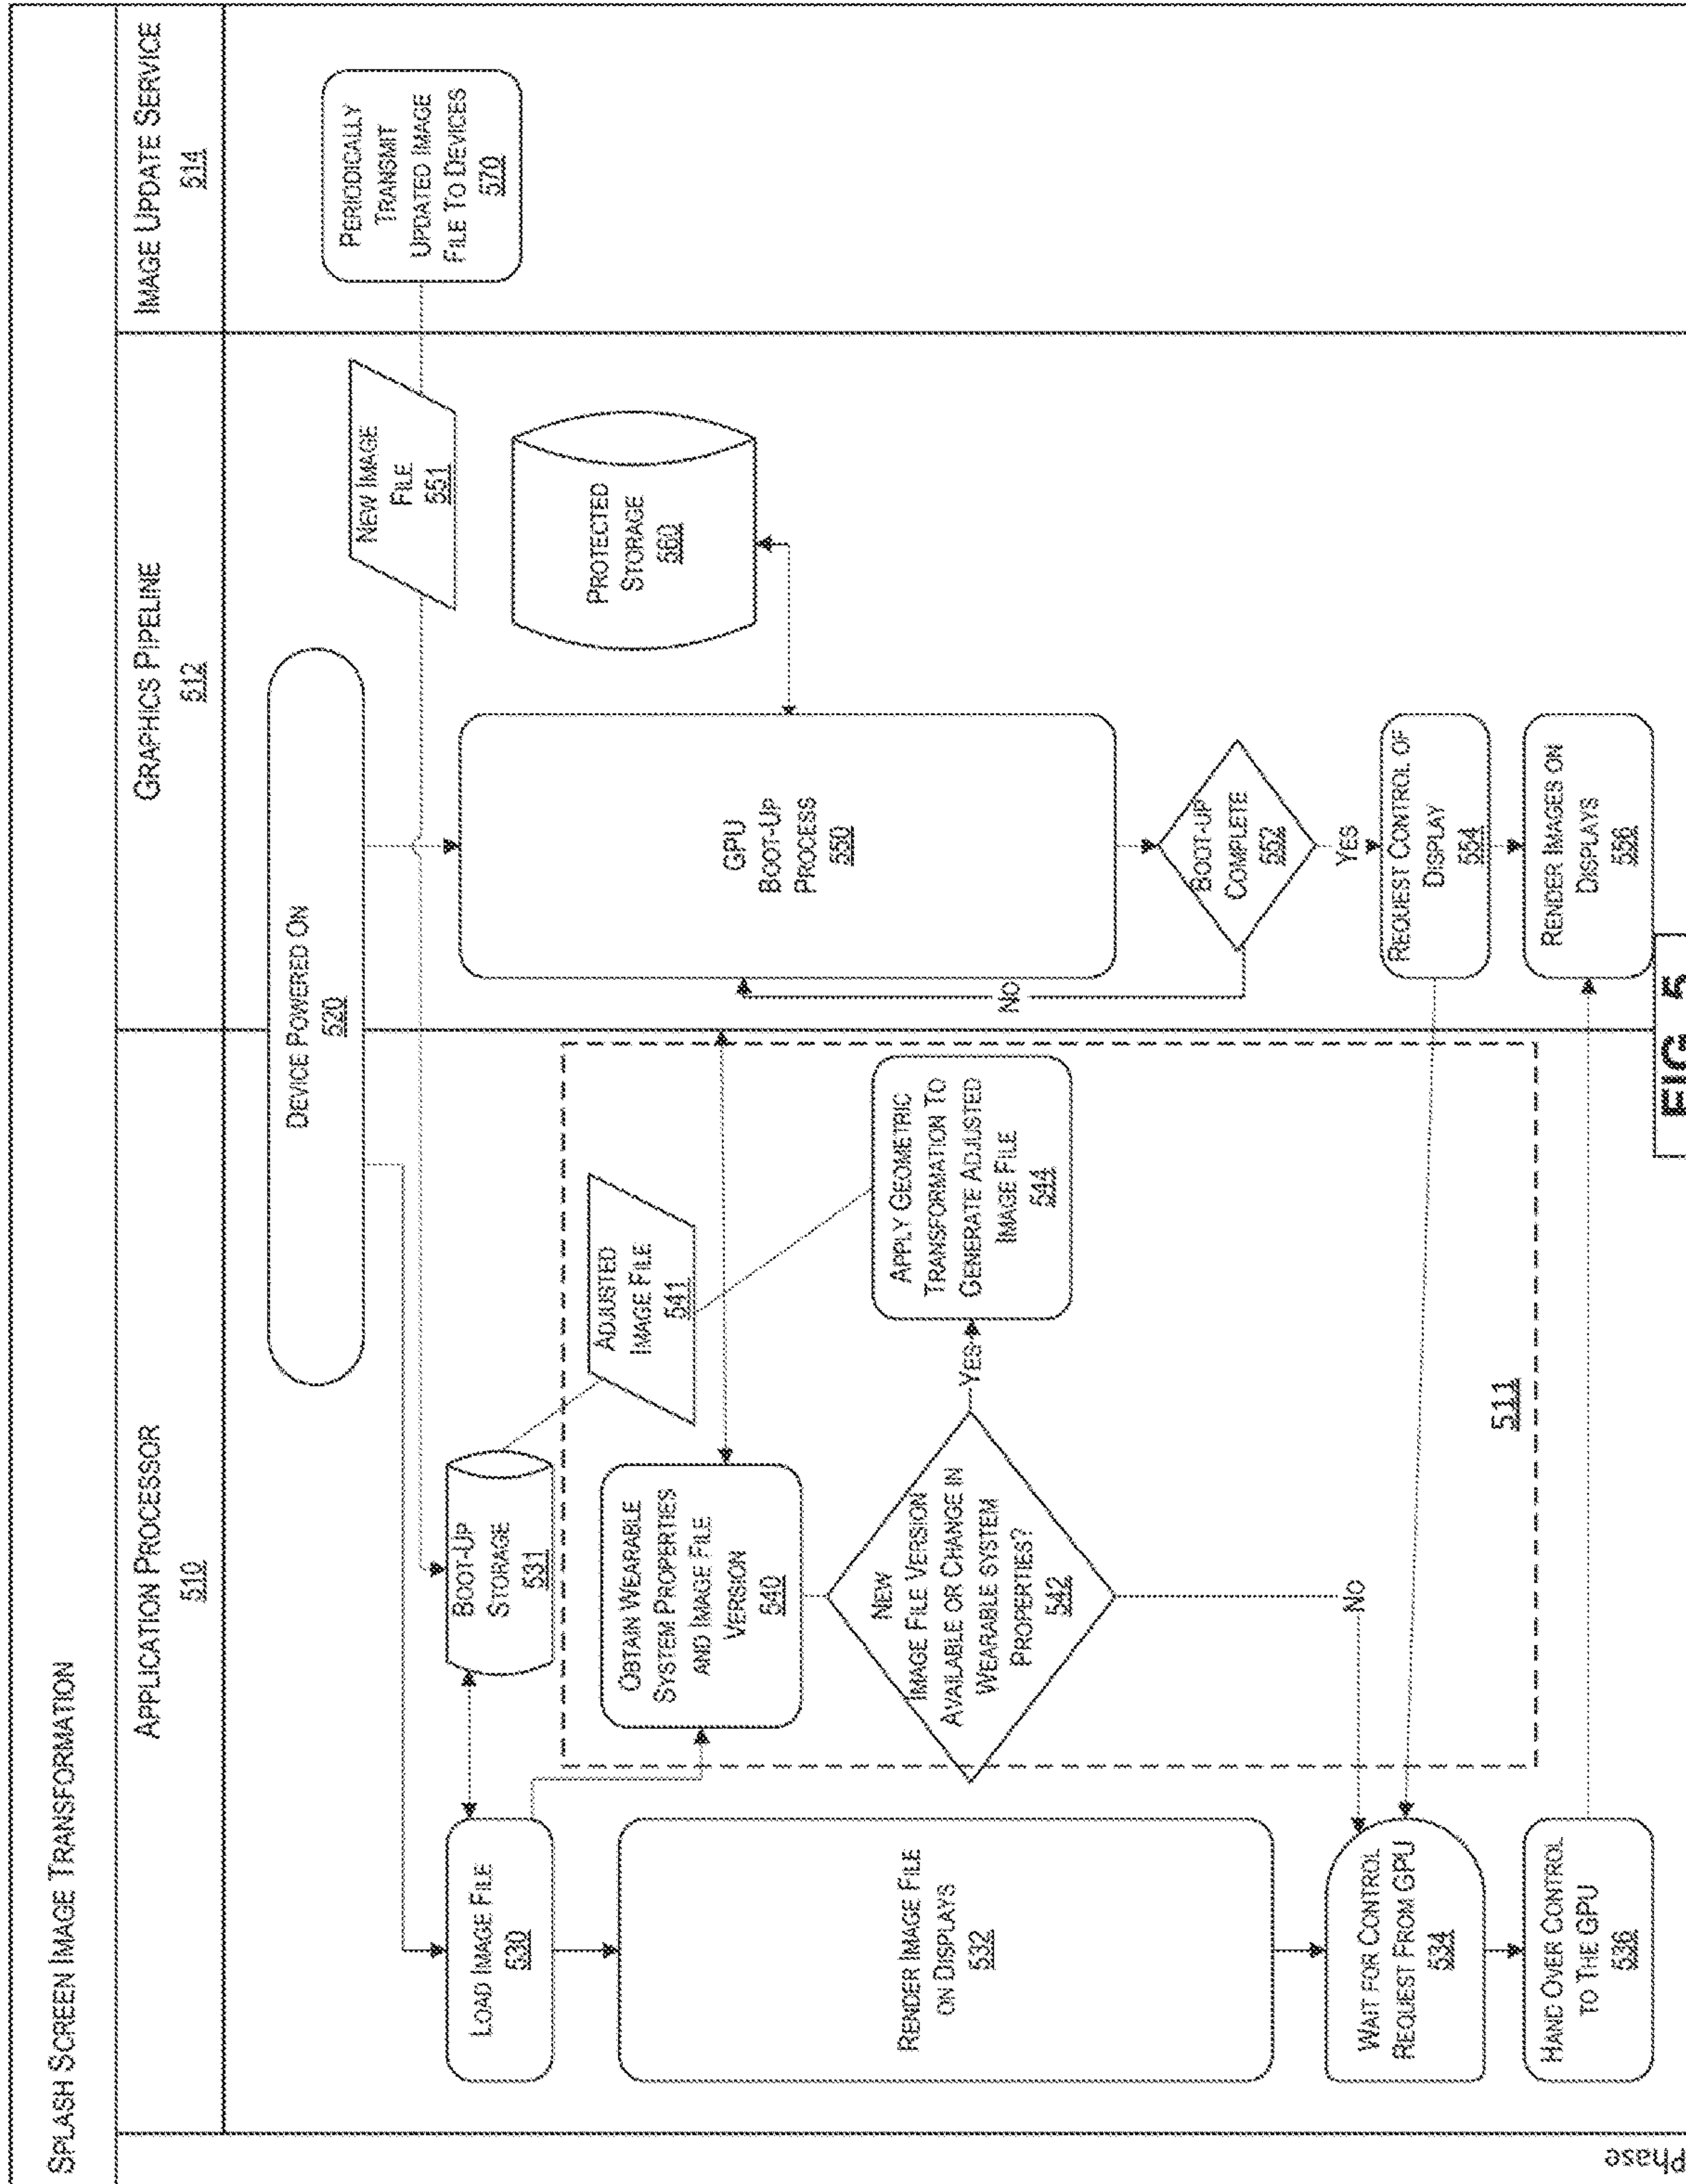 SPLASH SCREEN IMAGE TRANSFORMATION
APPLICATION PROCESSOR
510
GRAPHICS PIPELINE
512
IMAGE UPDATE SERVICE
514
DEVICE POWERED ON
520
PERIODICALLY
TRANSMIT
UPDATED IMAGE
FILE TO DEVICES
570
NEW IMAGE
FILE
551
LOAD IMAGE FILE
530
BOOT-UP
STORAGE
531
ADJUSTED
IMAGE FILE
541
PROTECTED
STORAGE
560
OBTAIN WEARABLE
SYSTEM PROPERTIES
AND IMAGE FILE
VERSION
540
RENDER IMAGE FILE
ON DISPLAYS
532
GPU
BOOT-UP
PROCESS
550
NEW
IMAGE FILE VERSION
AVAILABLE OR CHANGE IN
WEARABLE SYSTEM
PROPERTIES?
542
YES
APPLY GEOMETRIC
TRANSFORMATION TO
GENERATE ADJUSTED
IMAGE FILE
544
NO
NO
BOOT-UP
COMPLETE
552
YES
511
WAIT FOR CONTROL
REQUEST FROM GPU
534
REQUEST CONTROL OF
DISPLAY
554
HAND OVER CONTROL
TO THE GPU
536
RENDER IMAGES ON
DISPLAYS
556
Phase
FIG. 5